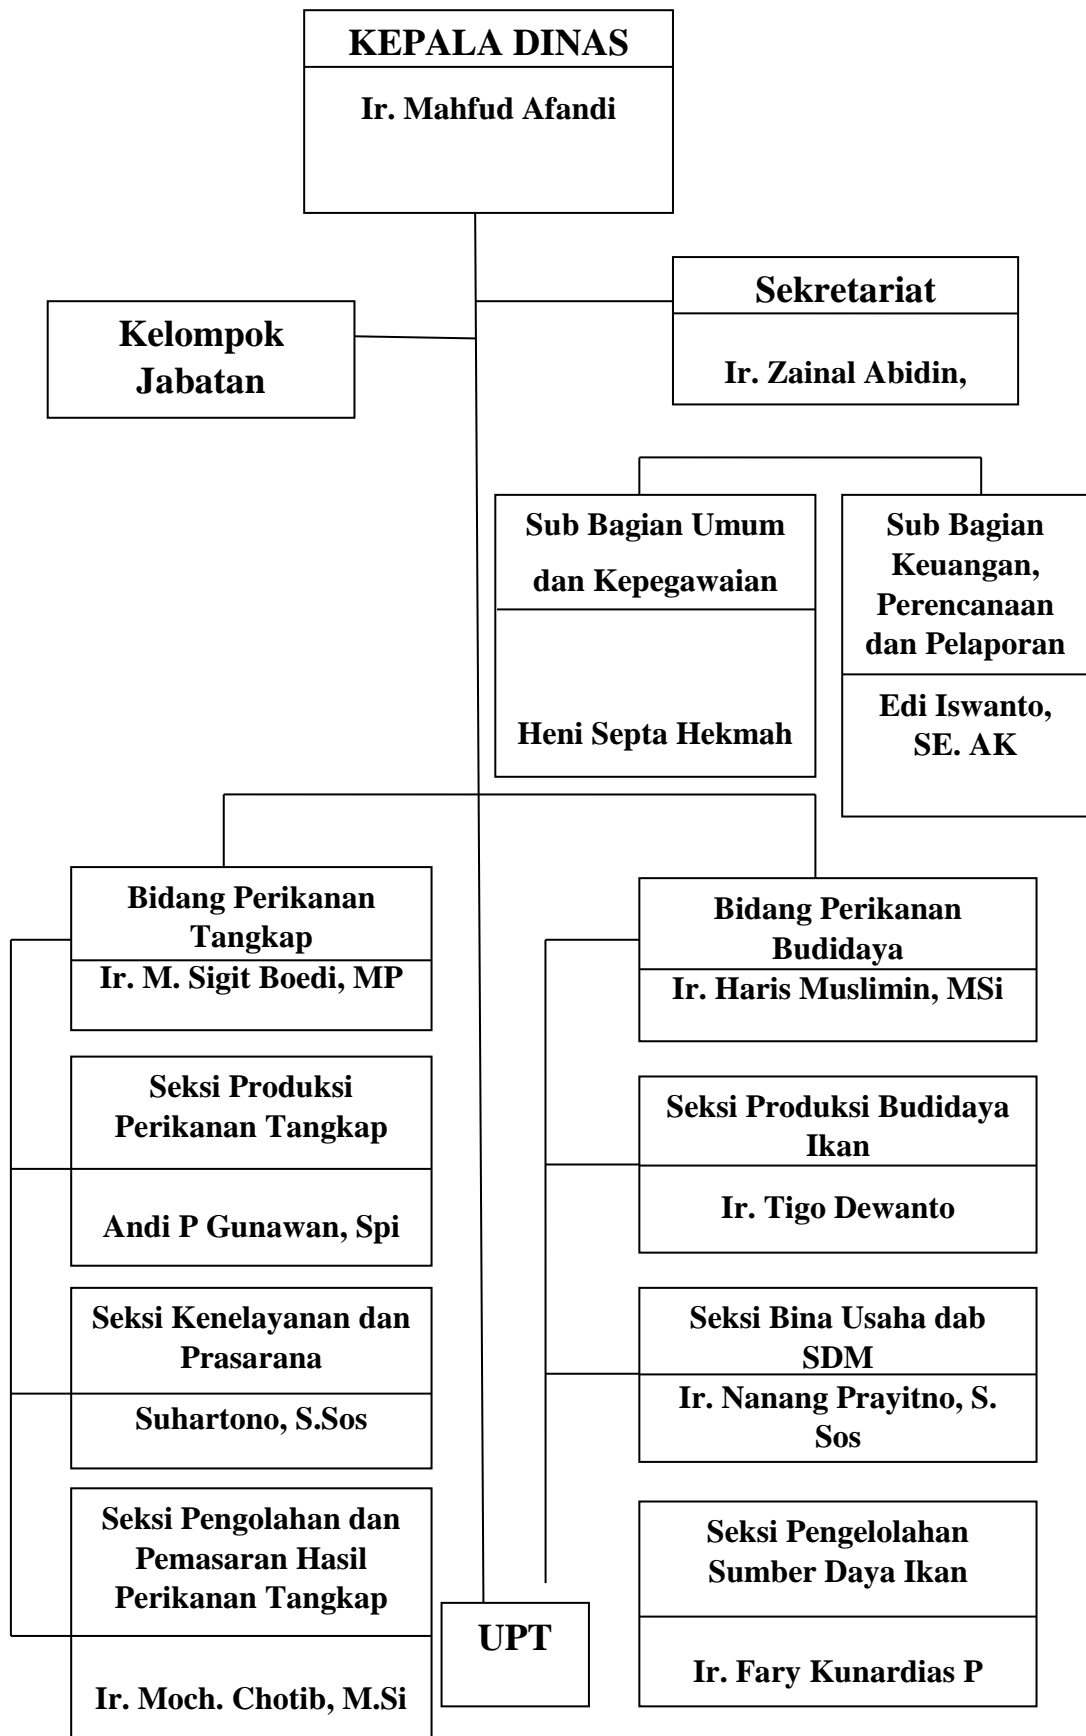 KEPALA DINAS
Ir. Mahfud Afandi
Sekretariat
Ir. Zainal Abidin,
Kelompok
Jabatan
Sub Bagian Umum
dan Kepegawaian
Heni Septa Hekmah
Sub Bagian
Keuangan,
Perencanaan
dan Pelaporan
Edi Iswanto,
SE. AK
Bidang Perikanan
Tangkap
Ir. M. Sigit Boedi, MP
Bidang Perikanan
Budidaya
Ir. Haris Muslimin, MSi
Seksi Produksi
Perikanan Tangkap
Andi P Gunawan, Spi
Seksi Produksi Budidaya
Ikan
Ir. Tigo Dewanto
Seksi Kenelayanan dan
Prasarana
Suhartono, S.Sos
Seksi Bina Usaha dab
SDM
Ir. Nanang Prayitno, S.
Sos
Seksi Pengolahan dan
Pemasaran Hasil
Perikanan Tangkap
Ir. Moch. Chotib, M.Si
UPT
Seksi Pengelolahan
Sumber Daya Ikan
Ir. Fary Kunardias P